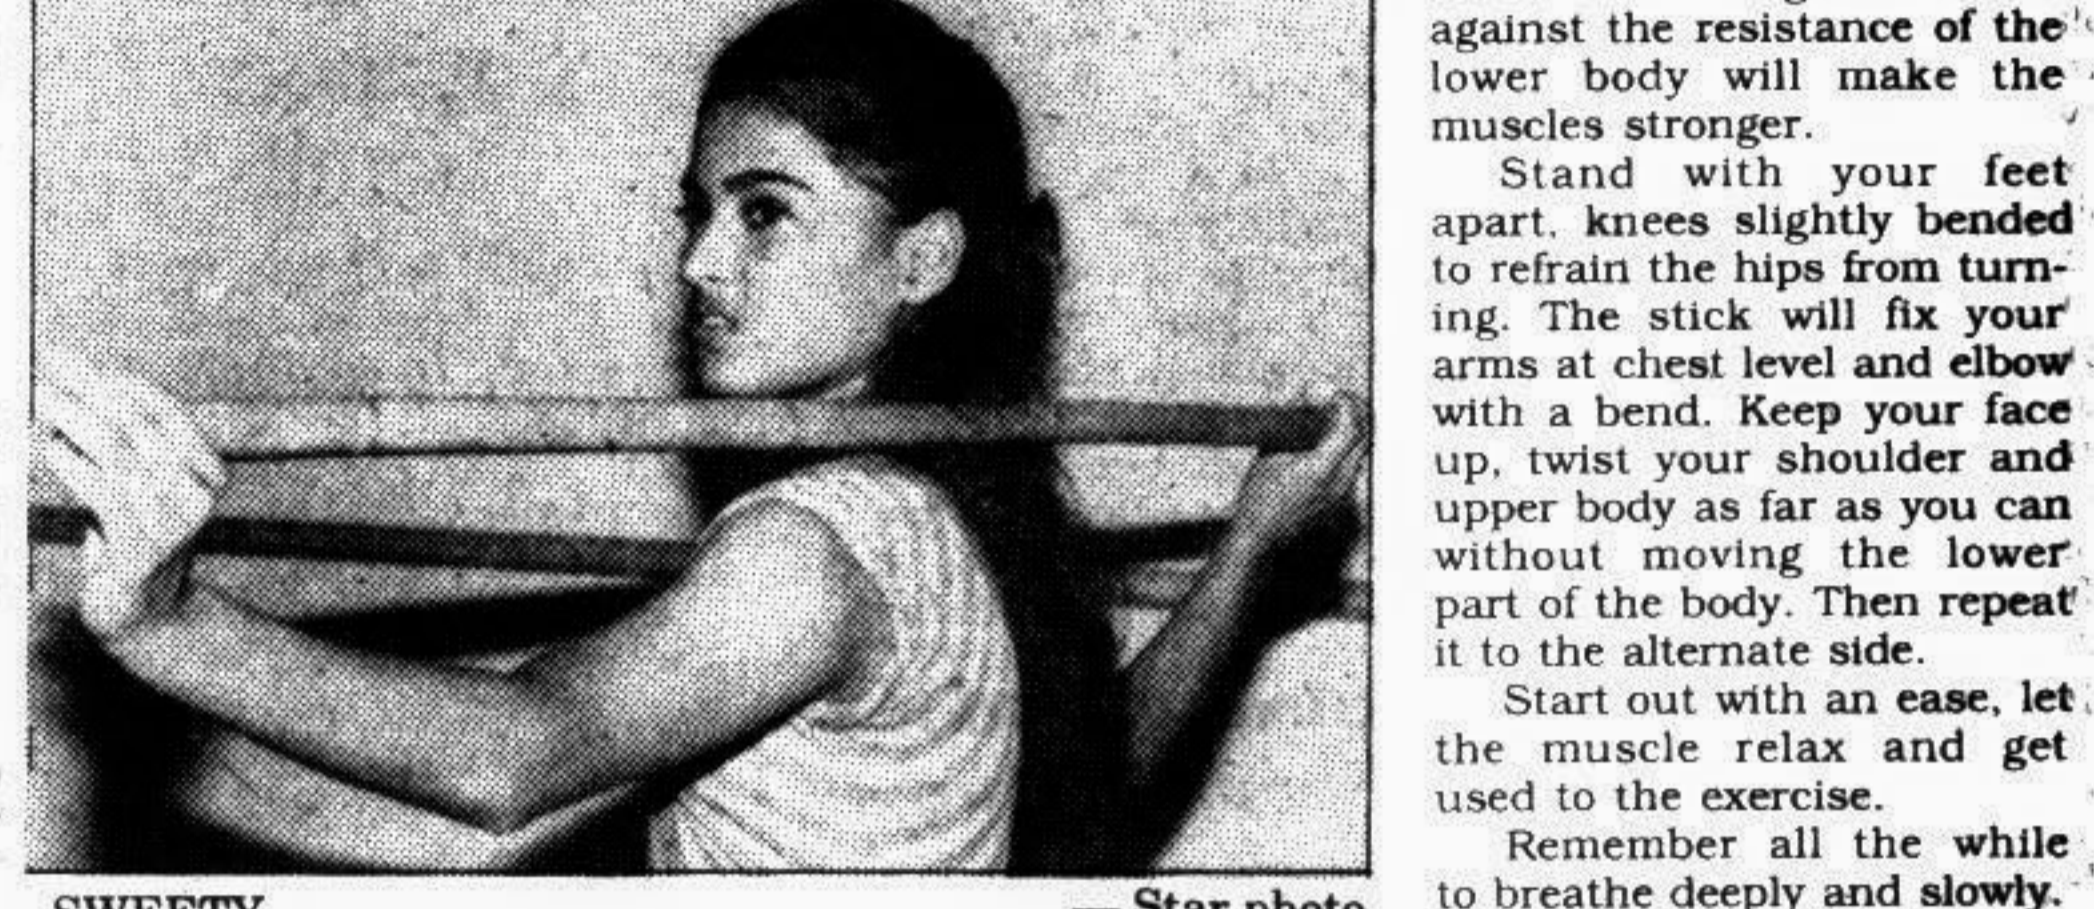 against the resistance of the
lower body will make the
muscles stronger.
Stand with your feet
apart, knees slightly bended
to refrain the hips from turn-
ing. The stick will fix your
arms at chest level and elbow
with a bend. Keep your face
up, twist your shoulder and
upper body as far as you can
without moving the lower
part of the body. Then repeat
it to the alternate side.
Start out with an ease, let
the muscle relax and get
used to the exercise.
Remember all the while
to breathe deeply and slowly.
SWEETY
— Star photo